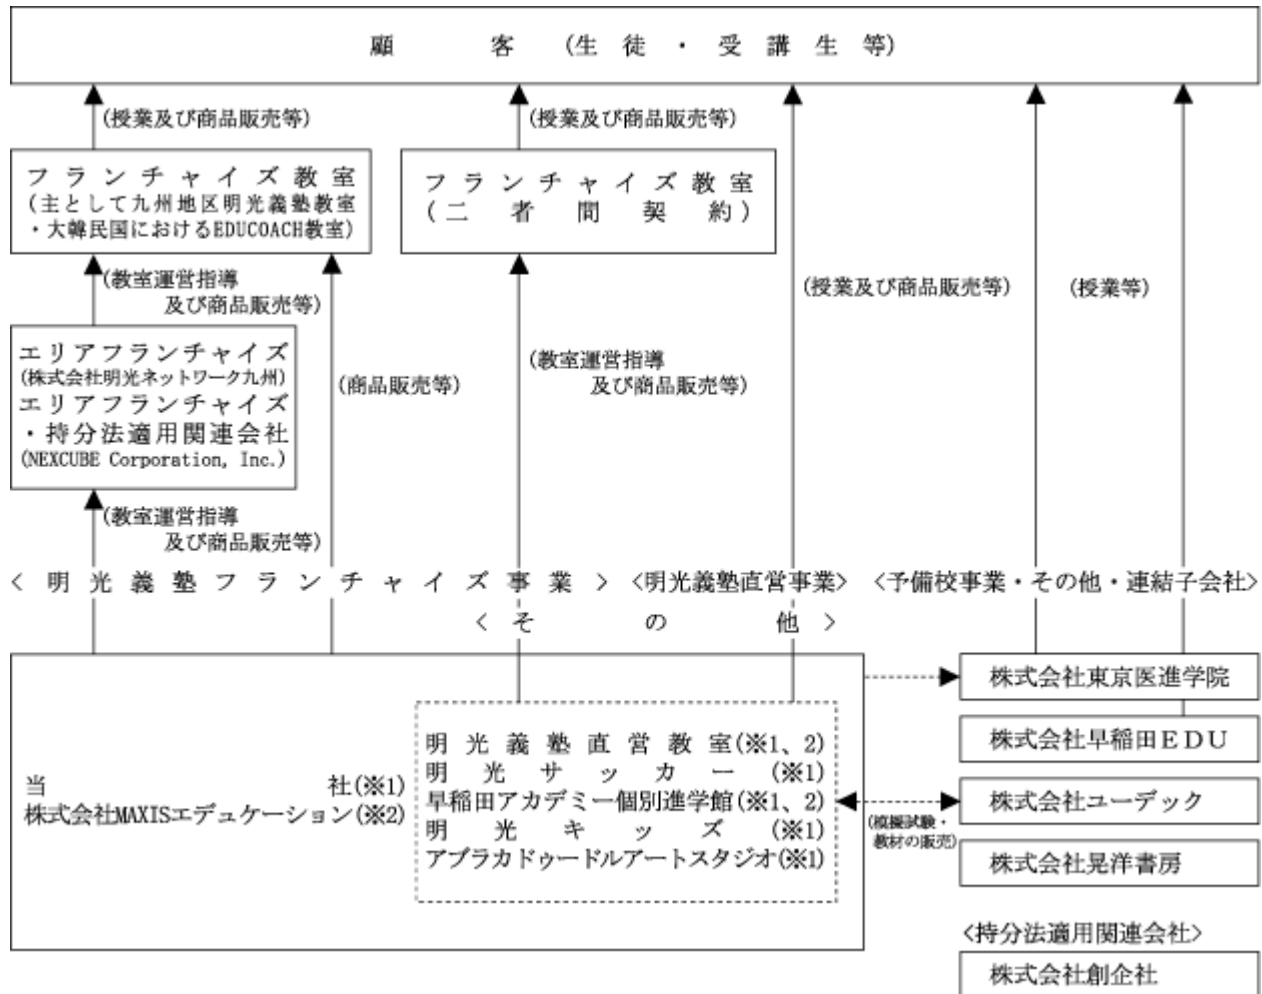 顧客(生徒・受講生等)
(授業及び商品販売等)
(授業及び商品販売等)
フランチャイズ教室
(主として九州地区明光義塾教室
・大韓民国におけるEDUCOACH教室)
フランチャイズ教室
(二者間契約)
(教室運営指導
及び商品販売等)
(授業及び商品販売等)
(授業等)
エリアフランチャイズ
(株式会社明光ネットワーク九州)
エリアフランチャイズ
・持分法適用関連会社
(NEXCUBE Corporation, Inc.)
(商品販売等)
(教室運営指導
及び商品販売等)
(教室運営指導
及び商品販売等)
<明光義塾フランチャイズ事業>
<明光義塾直営事業>
<予備校事業・その他・連結子会社>
<その他>
当社(※1)
株式会社MAXISエデュケーション(※2)
明光義塾直営教室(※1、2)
明光サッカー(※1)
早稲田アカデミー個別進学館(※1、2)
明光キッズ(※1)
アブラカドゥードルアートスタジオ(※1)
(模擬試験・
教材の販売)
株式会社東京医進学院
株式会社早稲田EDU
株式会社ユーデック
株式会社晃洋書房
<持分法適用関連会社>
株式会社創企社